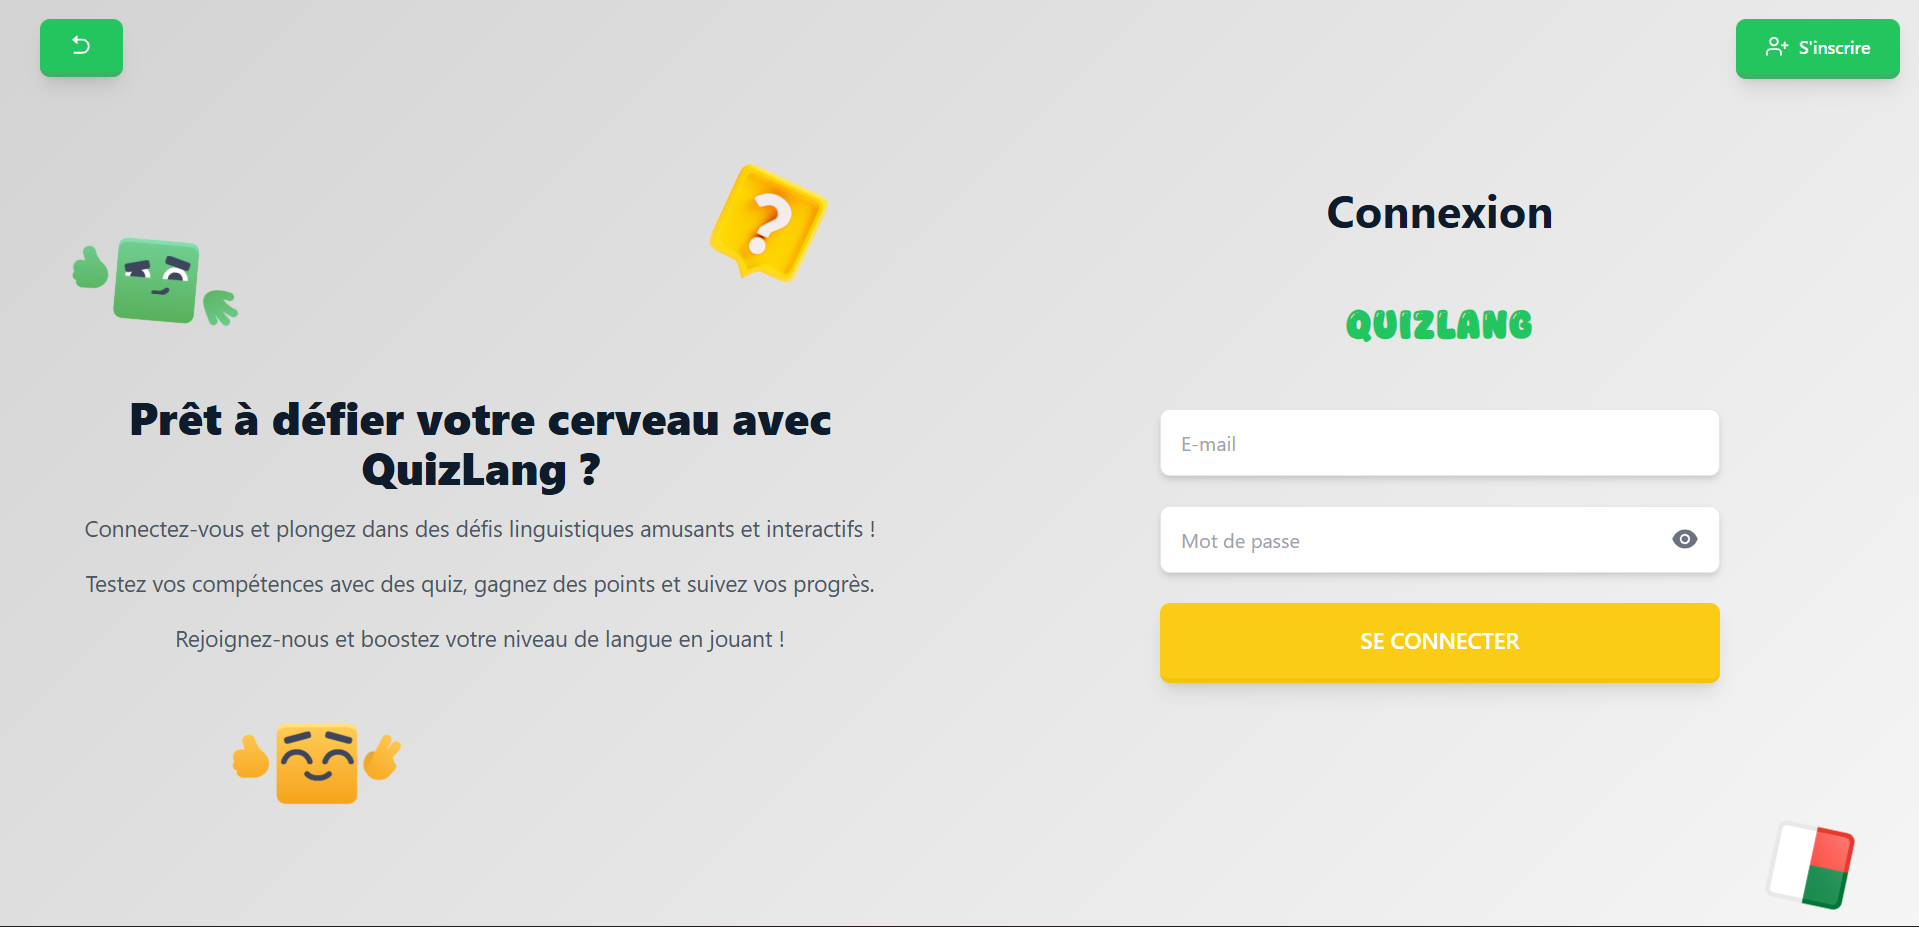 S'inscrire
?
Prêt à défier votre cerveau avec
QuizLang ?
Connectez-vous et plongez dans des défis linguistiques amusants et interactifs !
Testez vos compétences avec des quiz, gagnez des points et suivez vos progrès.
Rejoignez-nous et boostez votre niveau de langue en jouant !
Connexion
QUIZLANG
E-mail
Mot de passe
SE CONNECTER